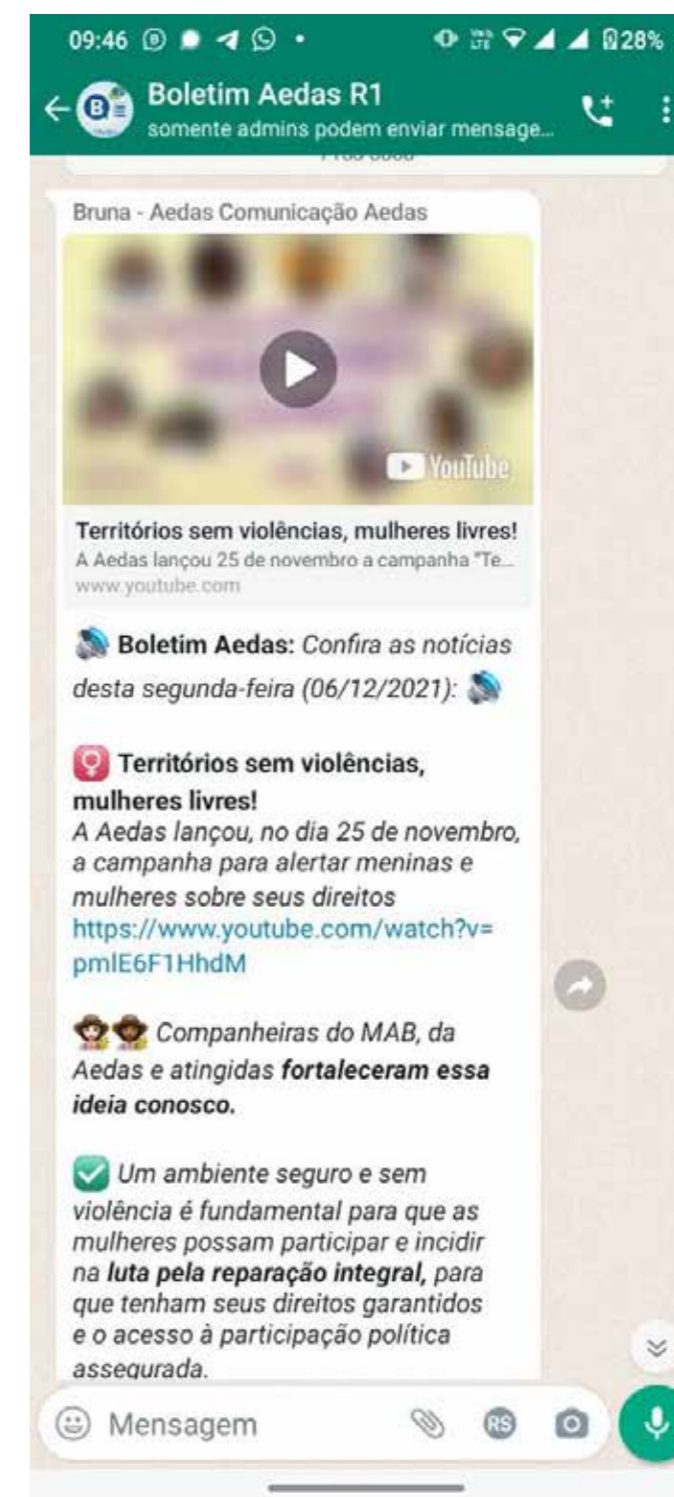 09:46
VoLTE
28%
B
Boletim Aedas R1
somente admins podem enviar mensage...
Bruna - Aedas Comunicação Aedas
YouTube
Territórios sem violências, mulheres livres!
A Aedas lançou 25 de novembro a campanha "Te...
www.youtube.com
Boletim Aedas: Confira as notícias
desta segunda-feira (06/12/2021):
Territórios sem violências,
mulheres livres!
A Aedas lançou, no dia 25 de novembro,
a campanha para alertar meninas e
mulheres sobre seus direitos
https://www.youtube.com/watch?v=
pmlE6F1HhdM
Companheiras do MAB, da
Aedas e atingidas fortaleceram essa
ideia conosco.
Um ambiente seguro e sem
violência é fundamental para que as
mulheres possam participar e incidir
na luta pela reparação integral, para
que tenham seus direitos garantidos
e o acesso à participação política
assegurada.
Mensagem
RS